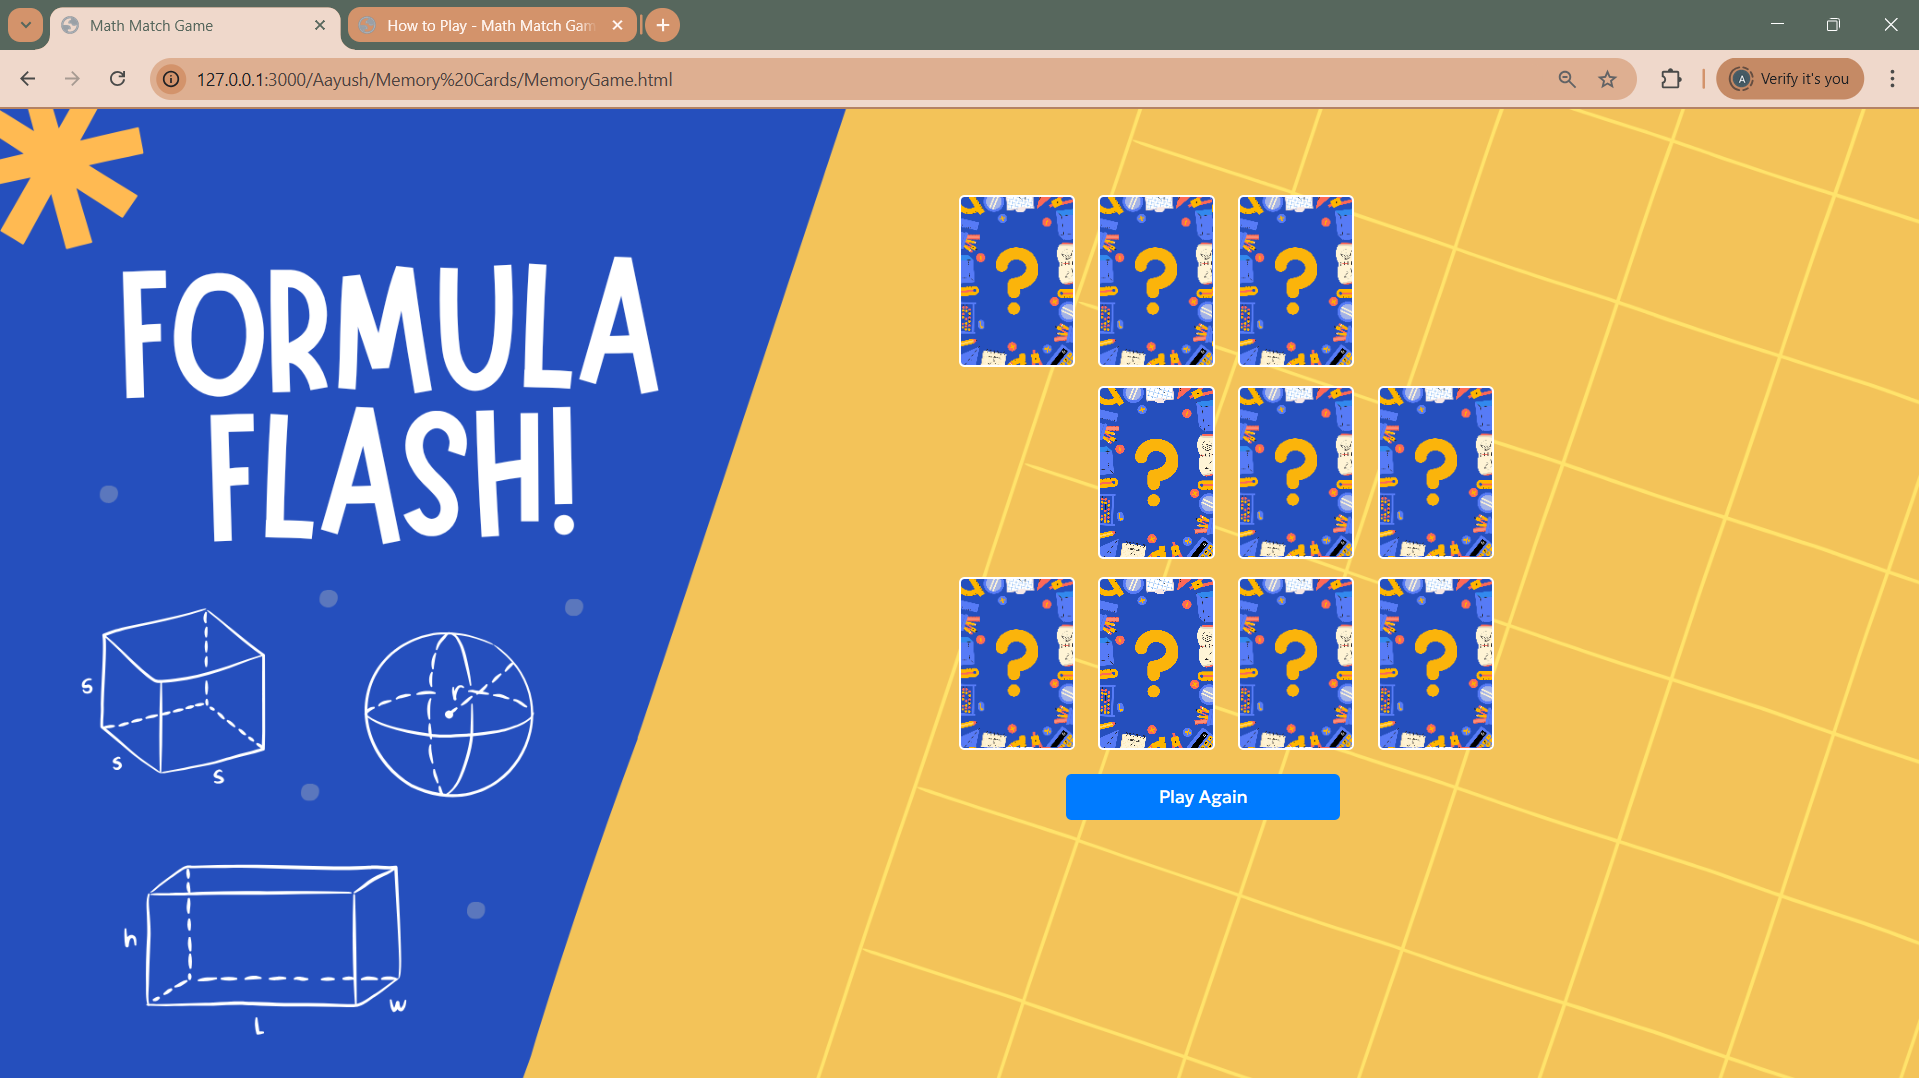 Math Match Game
How to Play - Math Match Gam
127.0.0.1:3000/Aayush/Memory%20Cards/MemoryGame.html
A
Verify it's you
FORMULA
FLASH!
?
?
?
?
?
?
?
?
?
?
s
s
s
r
h
L
w
Play Again